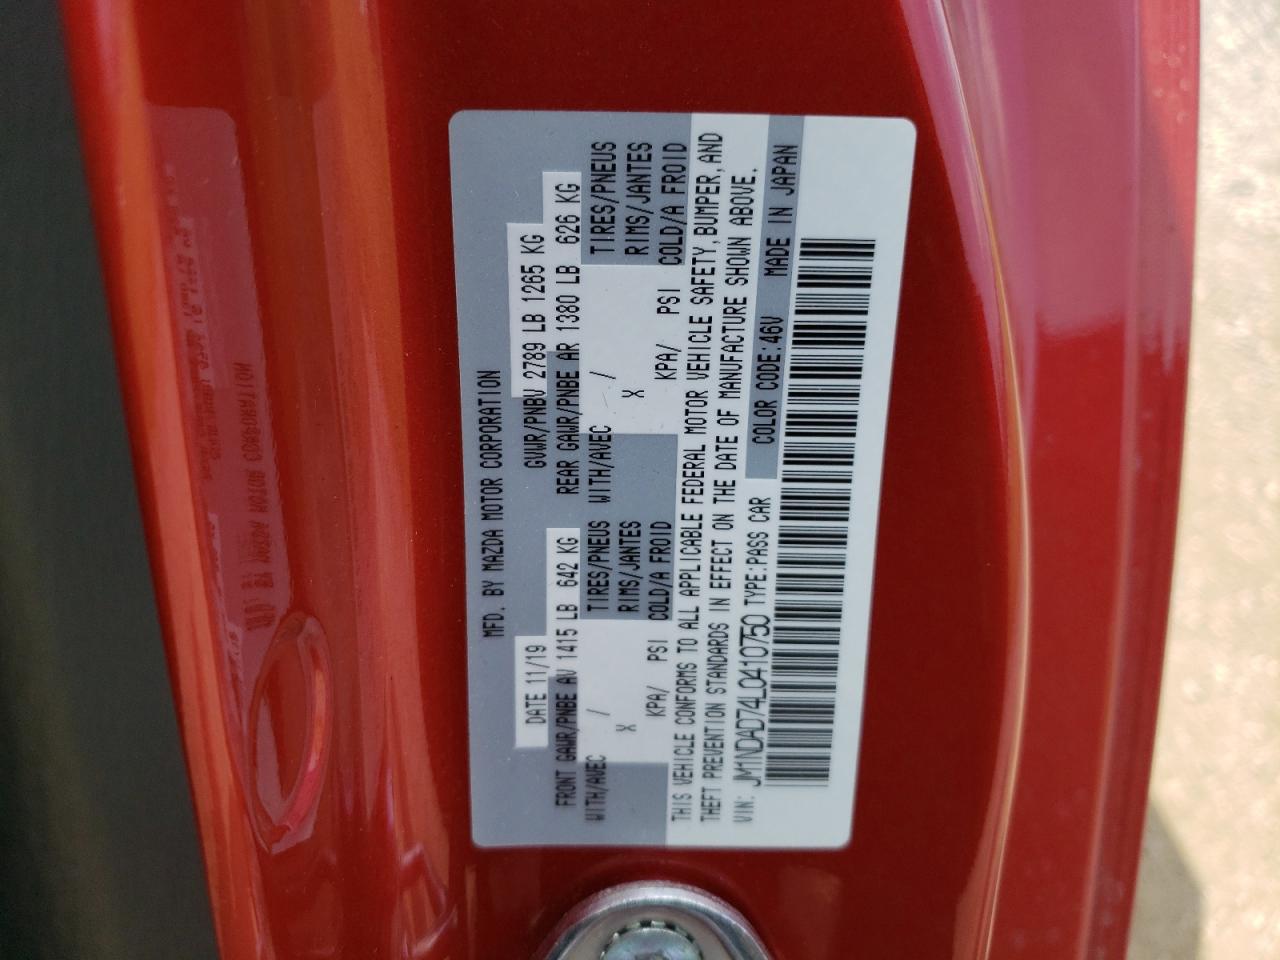 MFD. BY MAZDA MOTOR CORPORATION
DATE 11/19 GVWR/PNBV 2789 LB 1265 KG
FRONT GAWR/PNBE AV 1415 LB 642 KG REAR GAWR/PNBE AR 1380 LB 626 KG
WITH/AVEC / TIRES/PNEUS WITH/AVEC / TIRES/PNEUS
X RIMS/JANTES X RIMS/JANTES
KPA/ PSI COLD/A FROID KPA/ PSI COLD/A FROID
THIS VEHICLE CONFORMS TO ALL APPLICABLE FEDERAL MOTOR VEHICLE SAFETY, BUMPER, AND
THEFT PREVENTION STANDARDS IN EFFECT ON THE DATE OF MANUFACTURE SHOWN ABOVE.
VIN: JM1NDAD74L0410750 TYPE:PASS CAR COLOR CODE:46V MADE IN JAPAN